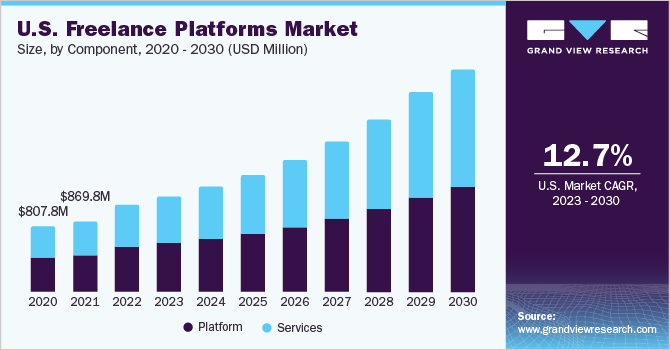 U.S. Freelance Platforms Market
Size, by Component, 2020 - 2030 (USD Million)
$807.8M
$869.8M
2020 2021 2022 2023 2024 2025 2026 2027 2028 2029 2030
Platform Services
GRAND VIEW RESEARCH
12.7%
U.S. Market CAGR,
2023 - 2030
Source:
www.grandviewresearch.com